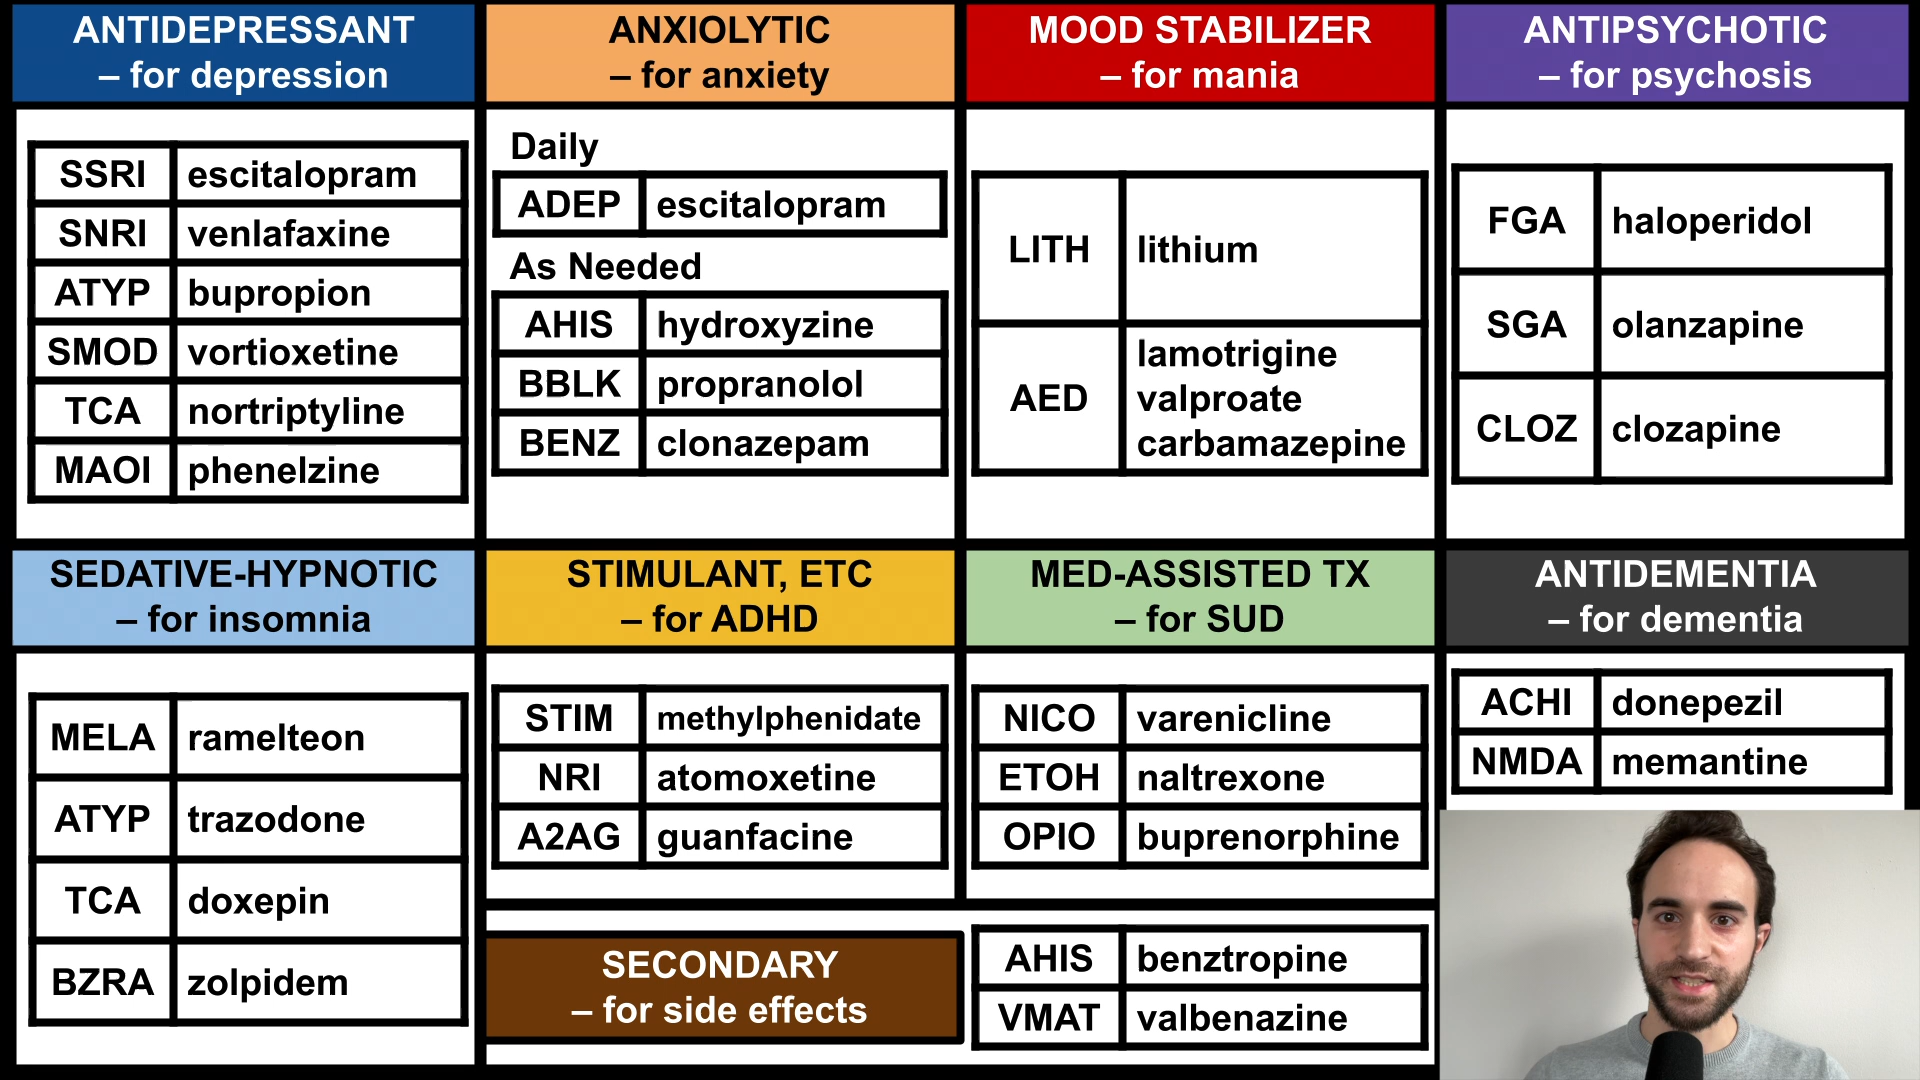 ANTIDEPRESSANT
– for depression
SSRI escitalopram
SNRI venlafaxine
ATYP bupropion
SMOD vortioxetine
TCA nortriptyline
MAOI phenelzine
ANXIOLYTIC
– for anxiety
Daily
ADEP escitalopram
As Needed
AHIS hydroxyzine
BBLK propranolol
BENZ clonazepam
MOOD STABILIZER
– for mania
LITH lithium
AED lamotrigine
valproate
carbamazepine
ANTIPSYCHOTIC
– for psychosis
FGA haloperidol
SGA olanzapine
CLOZ clozapine
SEDATIVE-HYPNOTIC
– for insomnia
MELA ramelteon
ATYP trazodone
TCA doxepin
BZRA zolpidem
STIMULANT, ETC
– for ADHD
STIM methylphenidate
NRI atomoxetine
A2AG guanfacine
MED-ASSISTED TX
– for SUD
NICO varenicline
ETOH naltrexone
OPIO buprenorphine
ANTIDEMENTIA
– for dementia
ACHI donepezil
NMDA memantine
SECONDARY
– for side effects
AHIS benztropine
VMAT valbenazine